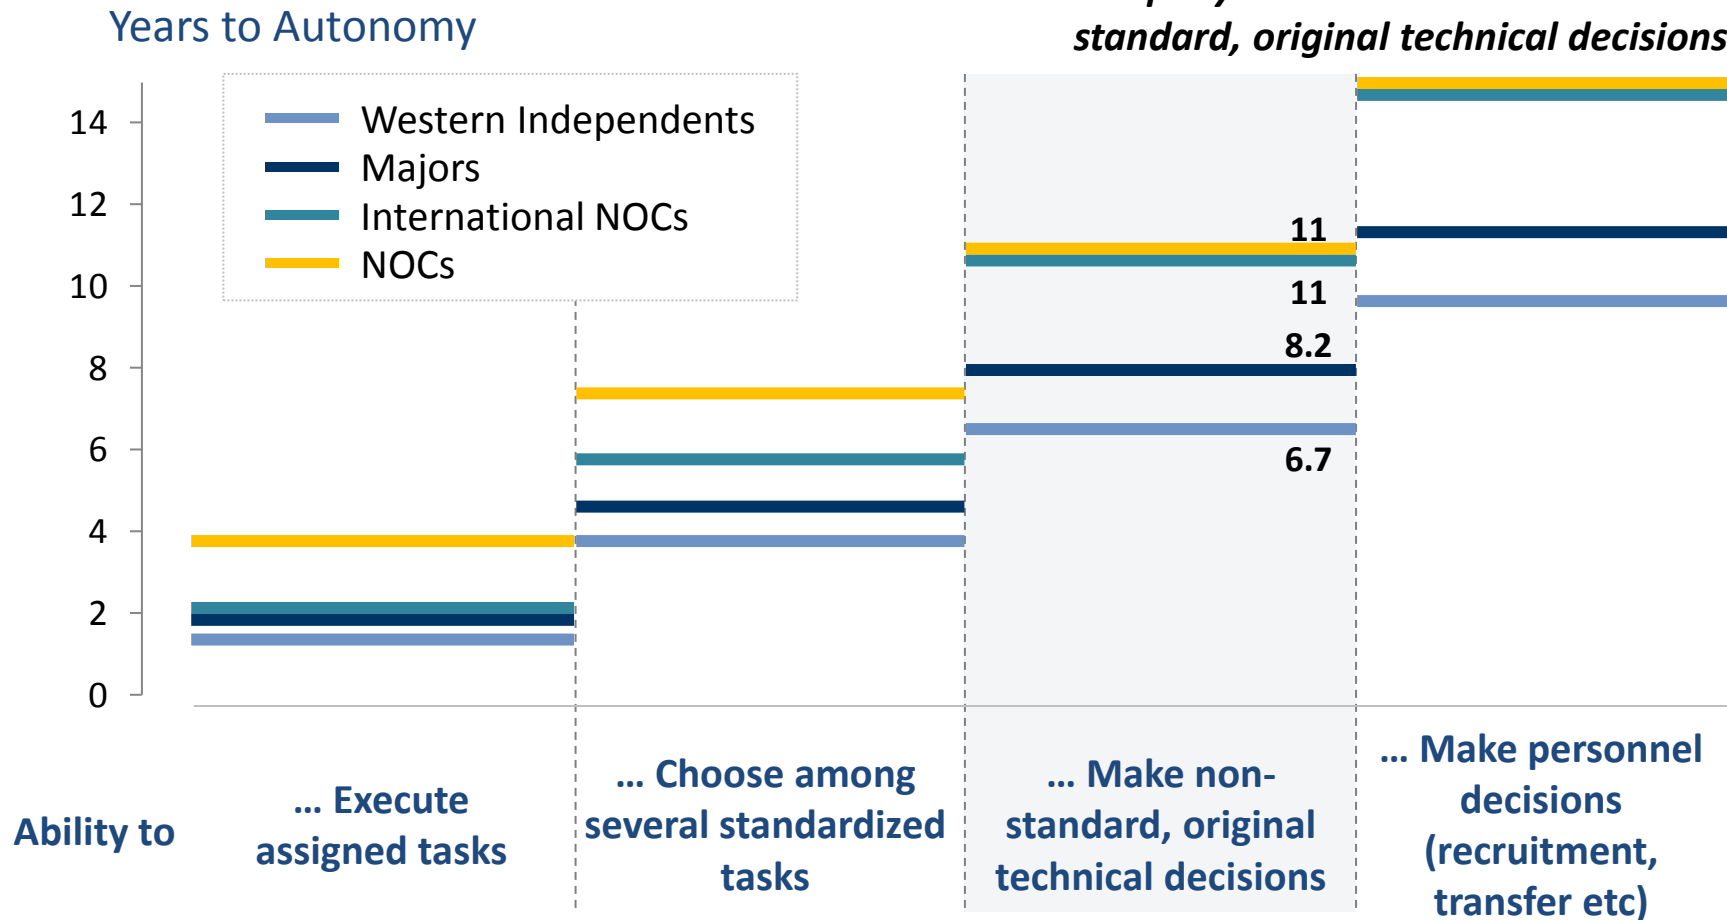 Years to Autonomy
standard, original technical decisions
Western Independents
Majors
International NOCs
NOCs
14
12
10
8
6
4
2
0
11
11
8.2
6.7
Ability to
... Execute
assigned tasks
... Choose among
several standardized
tasks
... Make non-
standard, original
technical decisions
... Make personnel
decisions
(recruitment,
transfer etc)